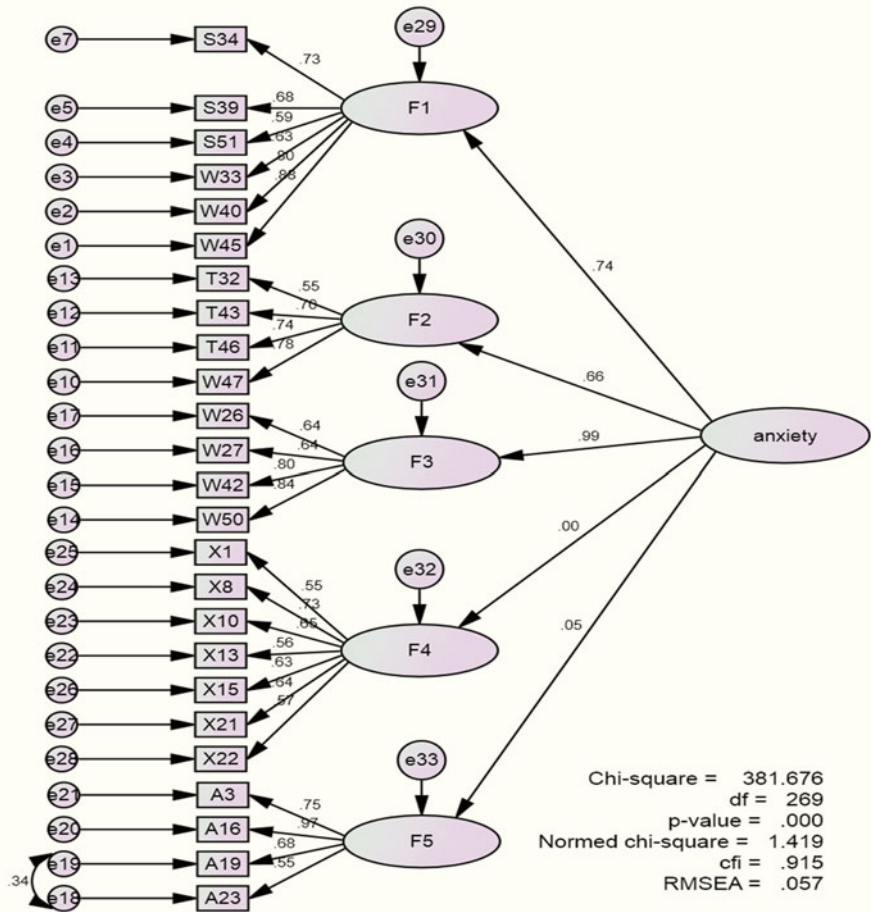 e29
e7 S34
.73
F1
e5 S39 .68
.59
e4 S51 .63
e3 W33 .80
.88
e2 W40
e1 W45
e30
e13 T32
.55
.74
e12 T43 .70
F2
e11 T46 .74
.78
e10 W47
.66
e31
e17 W26
.64
e16 W27 .64
F3
.99
anxiety
e15 W42 .80
.84
e14 W50
e25 X1
.00
e32
.55
e24 X8 .73
e23 X10 .65
F4
.05
e22 X13 .56
.63
e26 X15 .64
e27 X21 .57
e28 X22
e33
e21 A3
.75
e20 A16 .97
F5
e19 A19 .68
.55
.34
e18 A23
Chi-square = 381.676
df = 269
p-value = .000
Normed chi-square = 1.419
cfi = .915
RMSEA = .057